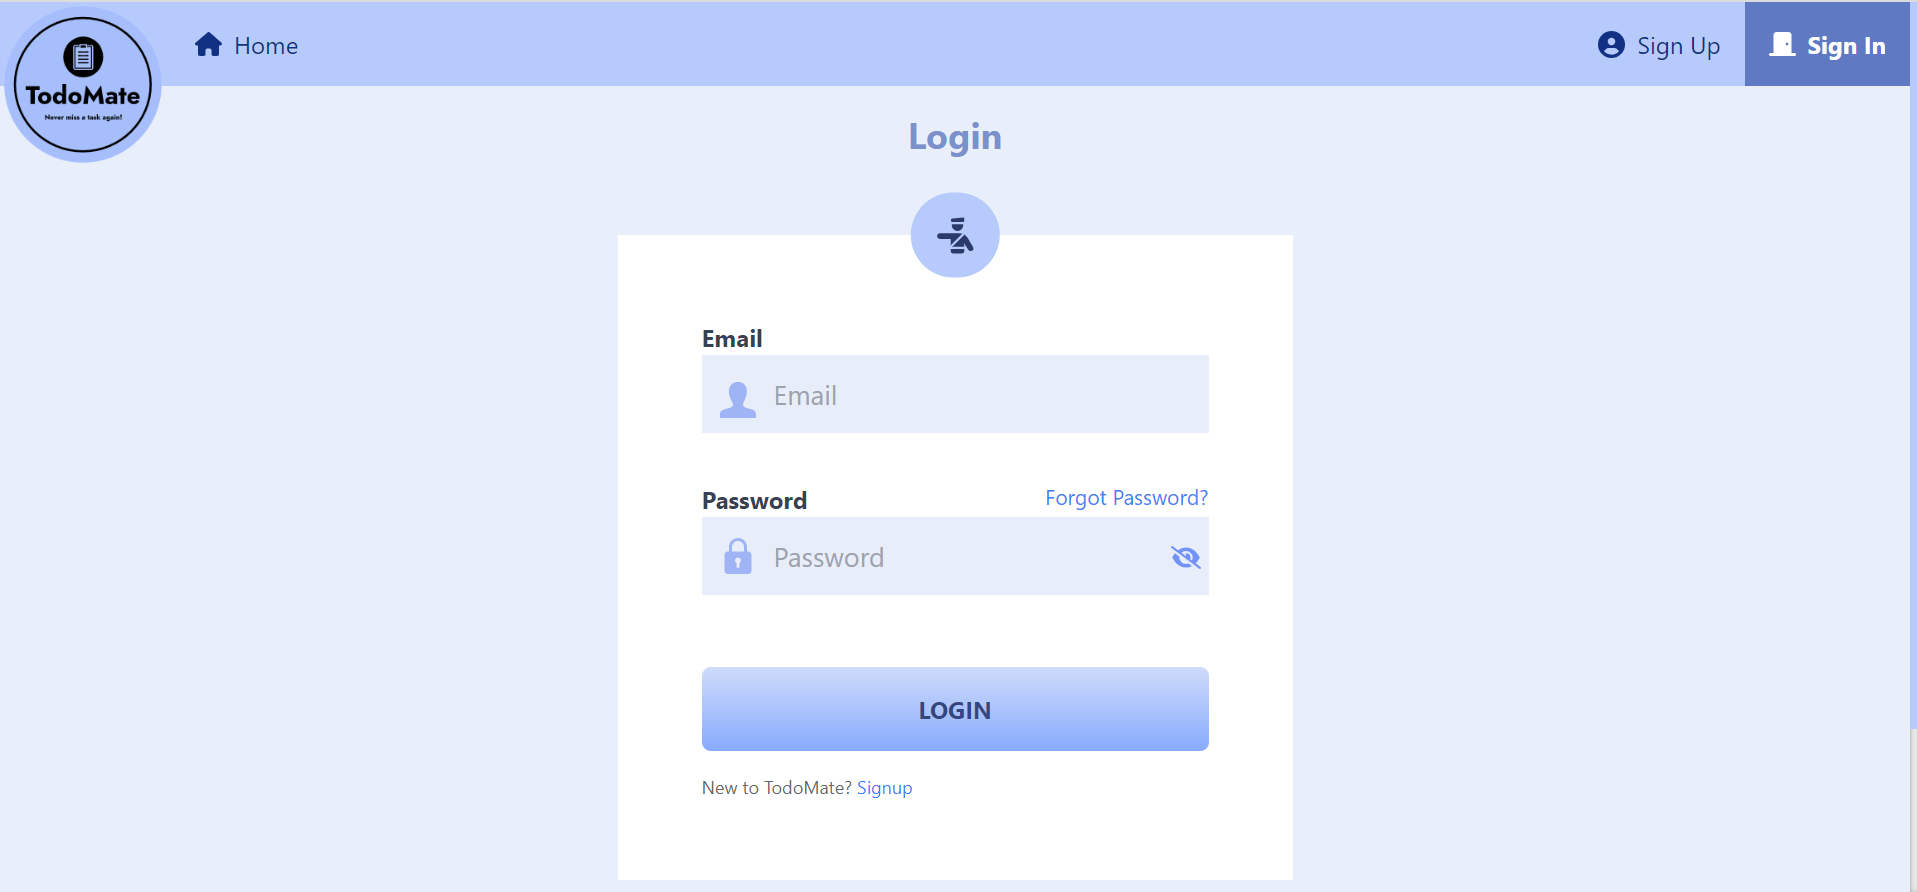 TodoMate
Never miss a task again!
Home
Sign Up
Sign In
Login
Email
Email
Password
Forgot Password?
Password
LOGIN
New to TodoMate? Signup